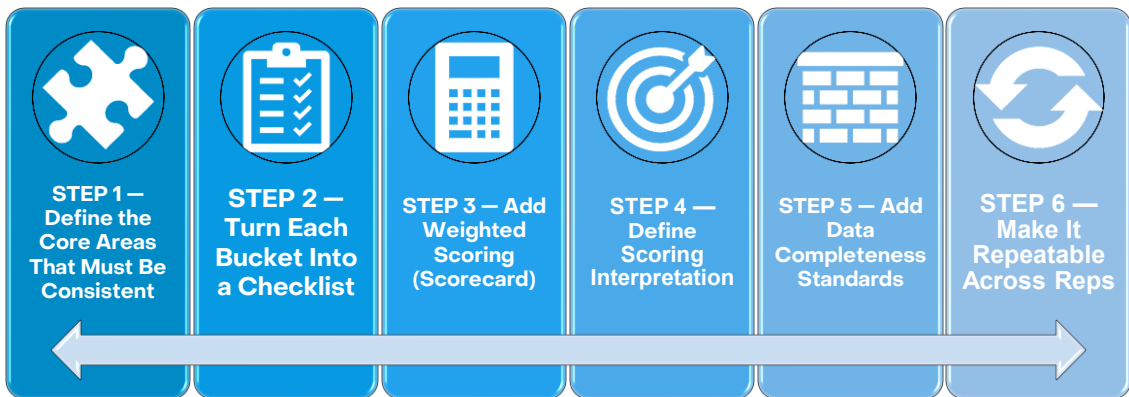 STEP 1 —
Define the
Core Areas
That Must Be
Consistent
STEP 2 —
Turn Each
Bucket Into
a Checklist
STEP 3 — Add
Weighted
Scoring
(Scorecard)
STEP 4 —
Define
Scoring
Interpretation
STEP 5 — Add
Data
Completeness
Standards
STEP 6 —
Make It
Repeatable
Across Reps